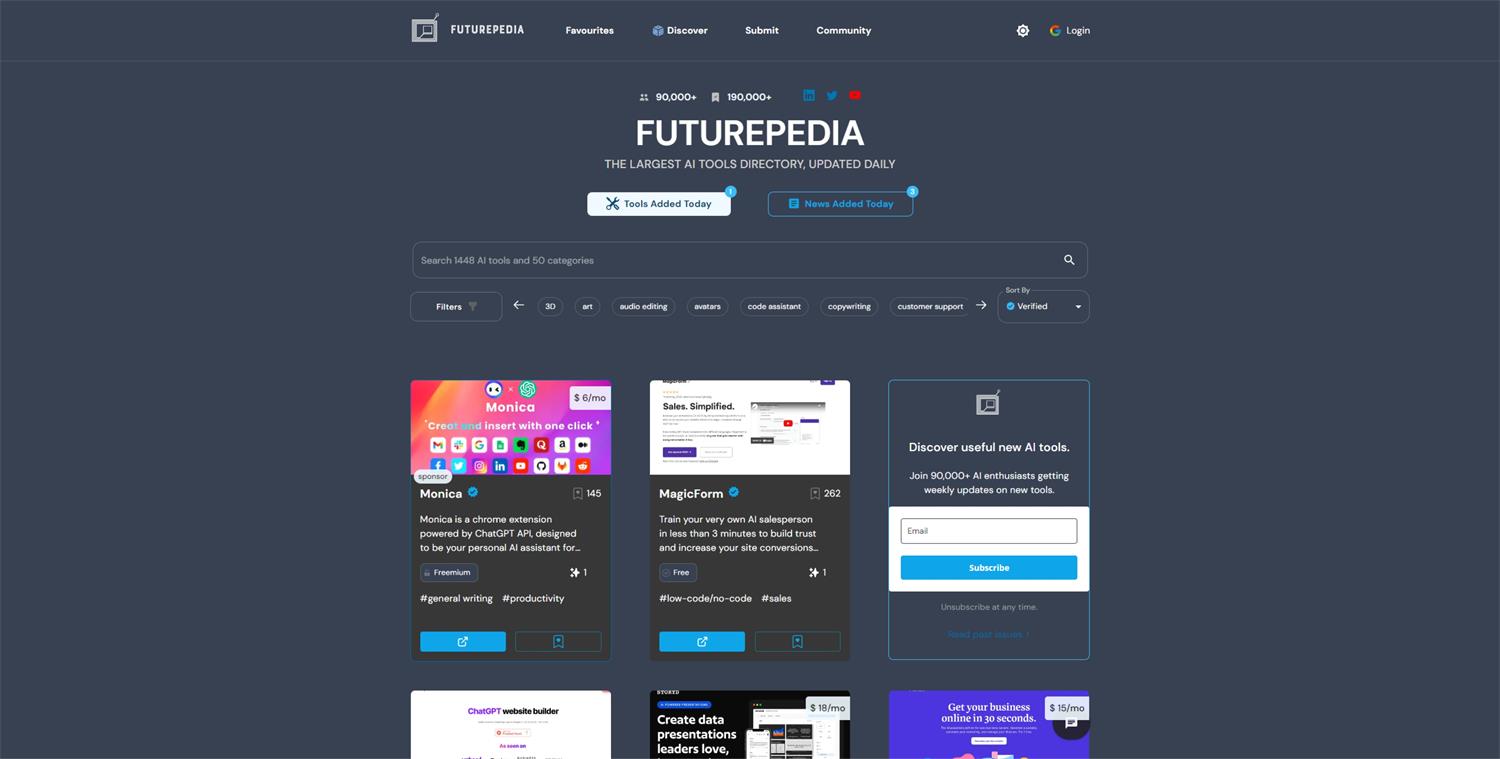 FUTUREPEDIA
Favourites
Discover
Submit
Community
Login
90,000+
190,000+
FUTUREPEDIA
THE LARGEST AI TOOLS DIRECTORY, UPDATED DAILY
Tools Added Today
1
News Added Today
3
Search 1448 AI tools and 50 categories
Filters
3D
art
audio editing
avatars
code assistant
copywriting
customer support
Sort By
Verified
$ 6/mo
Monica
"Creat and insert with one click "
sponsor
Monica
145
Monica is a chrome extension
powered by ChatGPT API, designed
to be your personal AI assistant for...
Freemium
1
#general writing #productivity
MagicForm
Sales. Simplified.
MagicForm
262
Train your very own AI salesperson
in less than 3 minutes to build trust
and increase your site conversions...
Free
1
#low-code/no-code #sales
Discover useful new AI tools.
Join 90,000+ AI enthusiasts getting
weekly updates on new tools.
Email
Subscribe
Unsubscribe at any time.
Read past issues ›
ChatGPT website builder
As seen on
STORYD
AI POWERED PRESENTATIONS
Create data
presentations
leaders love,
$ 18/mo
Get your business
online in 30 seconds.
$ 15/mo